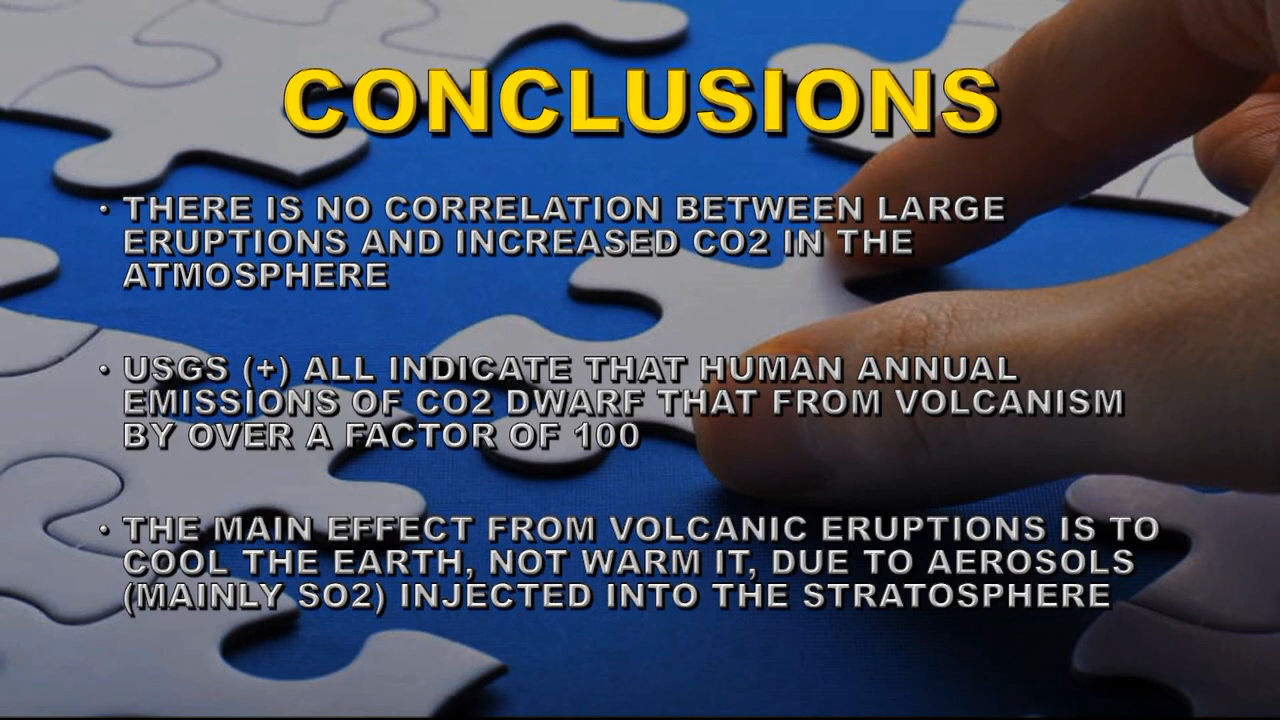 CONCLUSIONS
• THERE IS NO CORRELATION BETWEEN LARGE
ERUPTIONS AND INCREASED CO2 IN THE
ATMOSPHERE
• USGS (+) ALL INDICATE THAT HUMAN ANNUAL
EMISSIONS OF CO2 DWARF THAT FROM VOLCANISM
BY OVER A FACTOR OF 100
• THE MAIN EFFECT FROM VOLCANIC ERUPTIONS IS TO
COOL THE EARTH, NOT WARM IT, DUE TO AEROSOLS
(MAINLY SO2) INJECTED INTO THE STRATOSPHERE